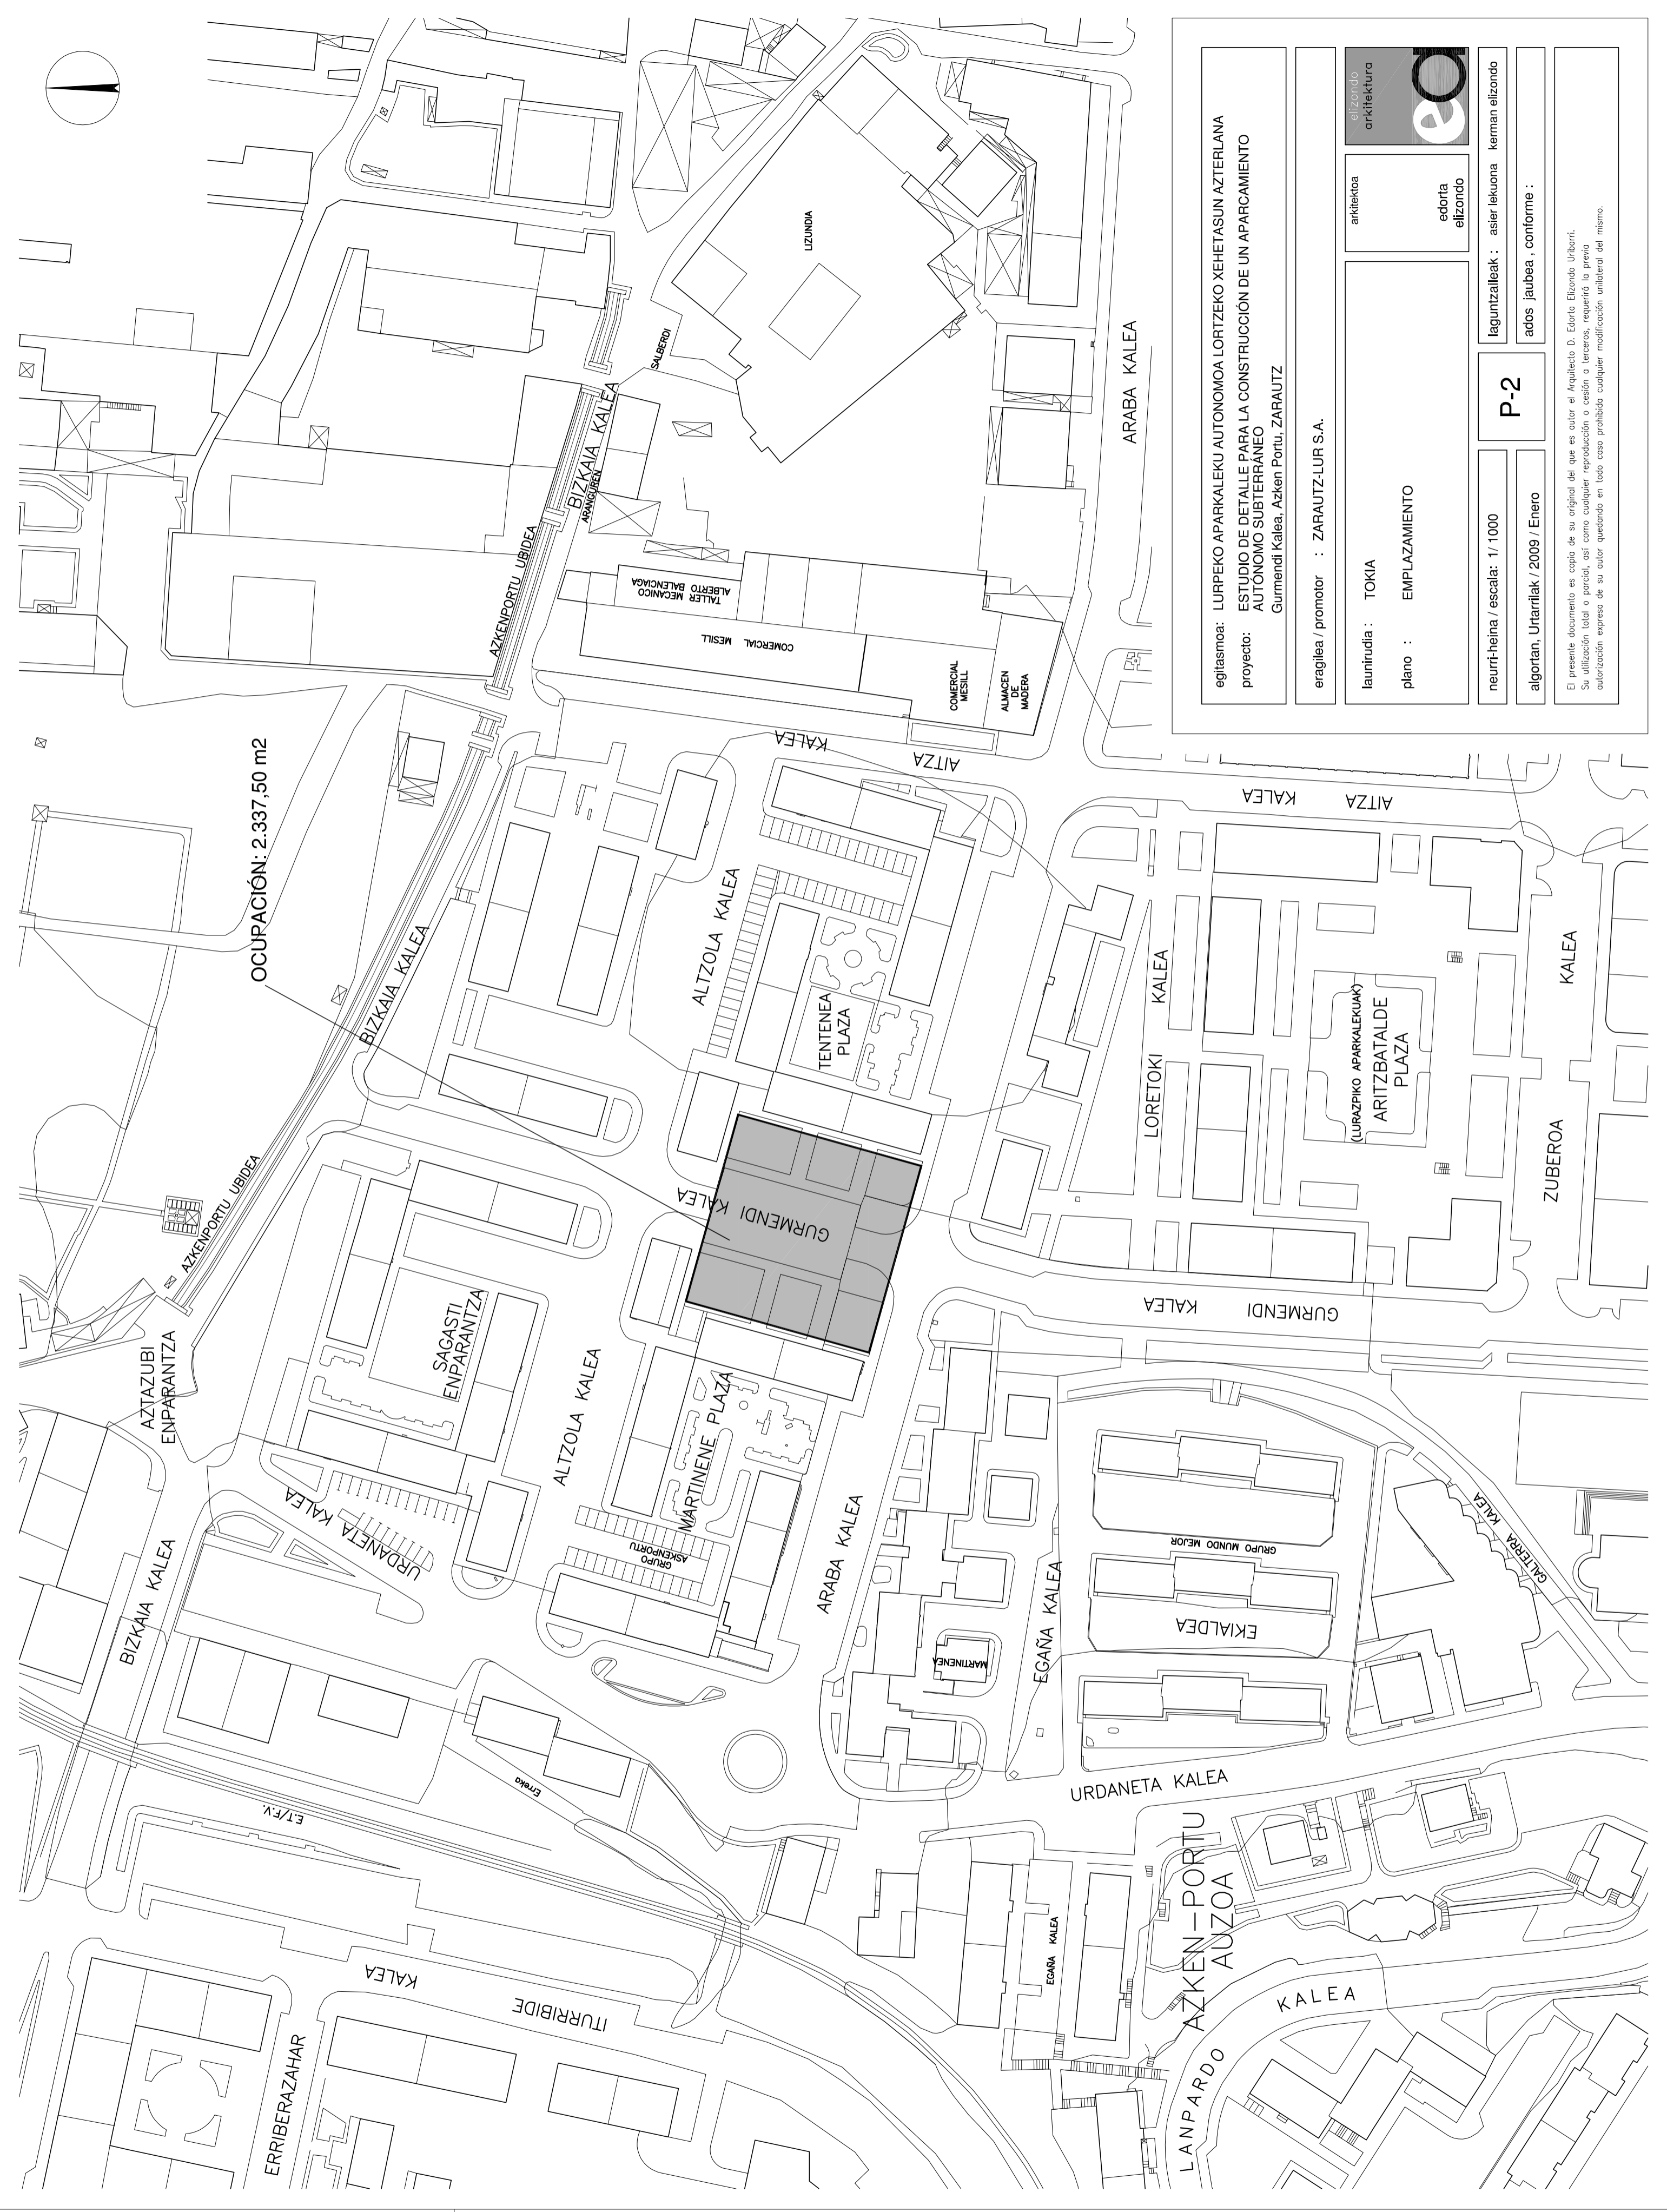 OCUPACIÓN: 2.337,50 m2
AZTAZUBI
ENPARANTZA
BIZKAIA KALEA
AZKENPORTU UBIDEA
BIZKAIA KALEA
AZKENPORTU UBIDEA
BIZKAIA KALEA
ARANGUREN
SALBERDI
LIZUNDIA
TALLER MECANICO
ALBERTO BALENCIAGA
COMERCIAL MESILL
COMERCIAL
MESILL
ALMACEN
DE
MADERA
ARABA KALEA
AITZA KALEA
AITZA KALEA
ALTZOLA KALEA
TENTENEA
PLAZA
SAGASTI
ENPARANTZA
URDANETA KALEA
ALTZOLA KALEA
GURMENDI KALEA
MARTINENE PLAZA
GRUPO
ASKENPORTU
ARABA KALEA
LORETOKI KALEA
(LURAZPIKO APARKALEKUAK)
ARITZBATALDE
PLAZA
ZUBEROA KALEA
GURMENDI KALEA
EGAÑA KALEA
MARTINENEA
GRUPO MUNDO MEJOR
EKIALDEA
GALTERRA KALEA
URDANETA KALEA
E.T./F.V.
Erreka
ERRIBERAZAHAR
ITURRIBIDE KALEA
EGAÑA KALEA
AZKEN-PORTU
AUZOA
LANPARDO KALEA
egitasmoa: LURPEKO APARKALEKU AUTONOMOA LORTZEKO XEHETASUN AZTERLANA
proyecto: ESTUDIO DE DETALLE PARA LA CONSTRUCCIÓN DE UN APARCAMIENTO
AUTÓNOMO SUBTERRÁNEO
Gurmendi Kalea, Azken Portu, ZARAUTZ
eragilea / promotor : ZARAUTZ-LUR S.A.
launirudia : TOKIA
plano : EMPLAZAMIENTO
arkitektoa
edorta
elizondo
elizondo
arkitektura
ea
neurri-heina / escala: 1/ 1000
algortan, Urtarrilak / 2009 / Enero
P-2
laguntzaileak : asier lekuona kerman elizondo
ados jaubea , conforme :
El presente documento es copia de su original del que es autor el Arquitecto D. Edorta Elizondo Uribarri.
Su utilización total o parcial, así como cualquier reproducción o cesión a terceros, requerirá la previa
autorización expresa de su autor quedando en todo caso prohibida cualquier modificación unilateral del mismo.